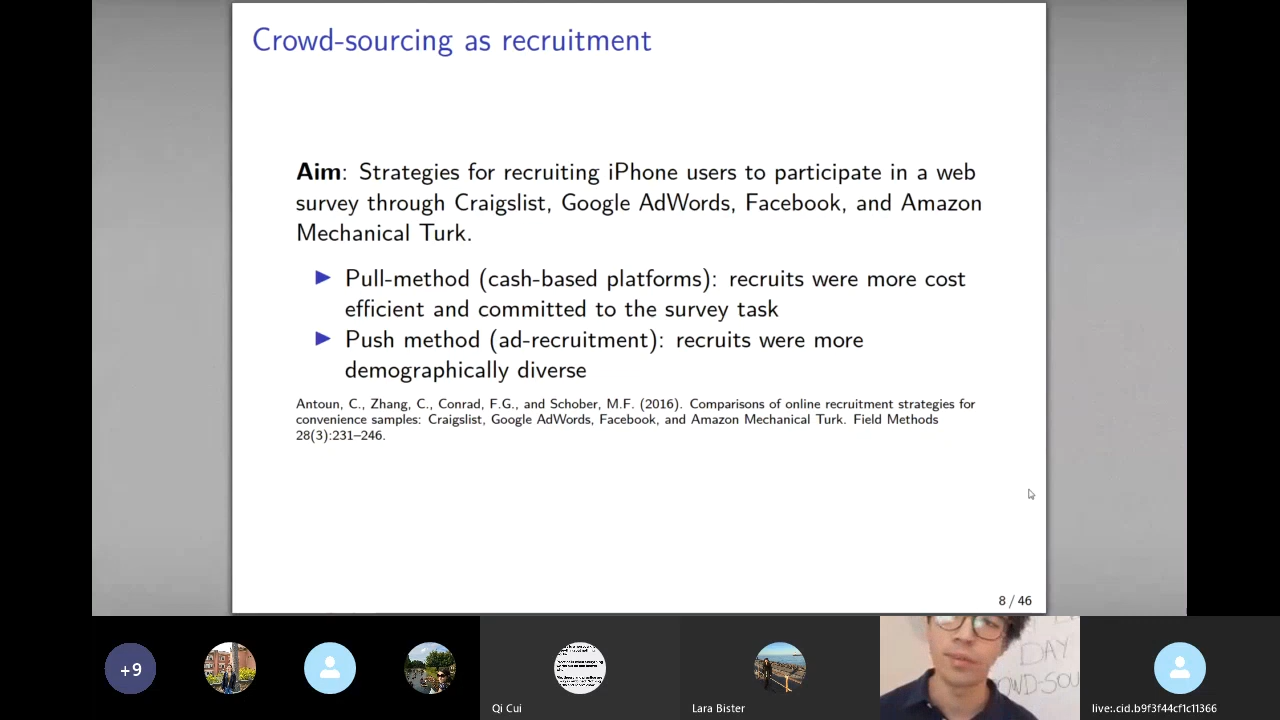 Crowd-sourcing as recruitment
Aim: Strategies for recruiting iPhone users to participate in a web
survey through Craigslist, Google AdWords, Facebook, and Amazon
Mechanical Turk.
Pull-method (cash-based platforms): recruits were more cost
efficient and committed to the survey task
Push method (ad-recruitment): recruits were more
demographically diverse
Antoun, C., Zhang, C., Conrad, F.G., and Schober, M.F. (2016). Comparisons of online recruitment strategies for
convenience samples: Craigslist, Google AdWords, Facebook, and Amazon Mechanical Turk. Field Methods
28(3):231–246.
8 / 46
+9
DAY
OWD-SOU
Qi Cui
Lara Bister
live:.cid.b9f3f44cf1c11366